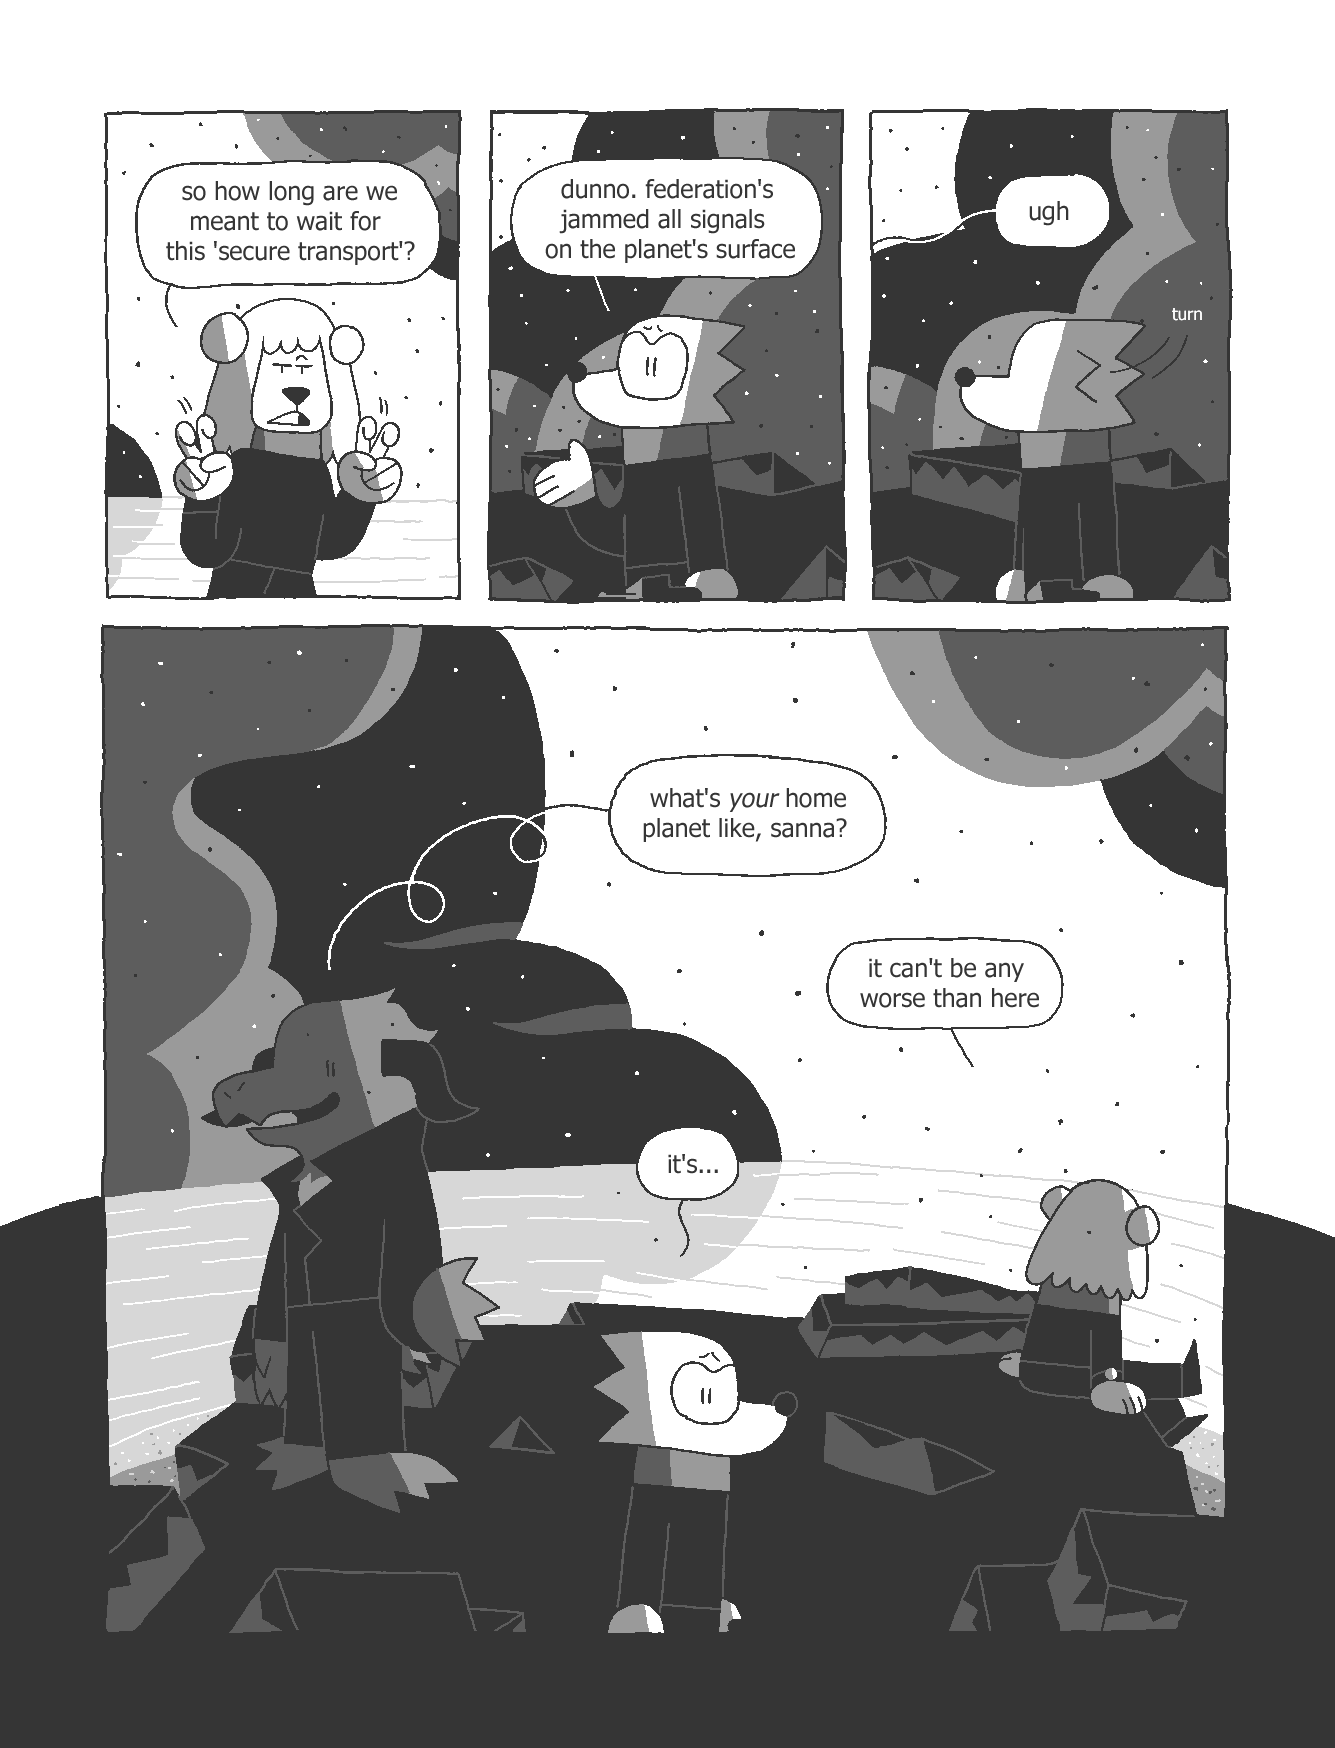 so how long are we
meant to wait for
this 'secure transport'?
dunno. federation's
jammed all signals
on the planet's surface
ugh
turn
what's your home
planet like, sanna?
it can't be any
worse than here
it's...